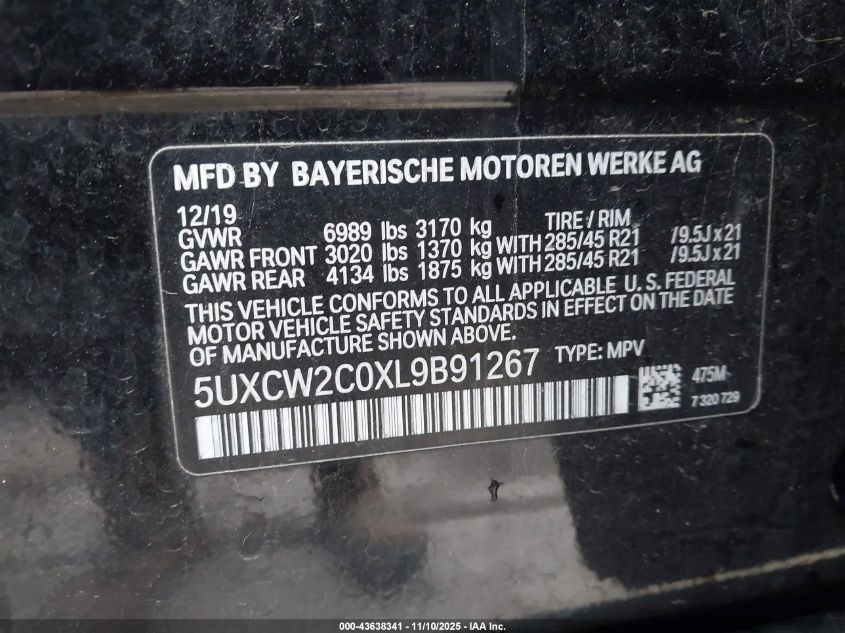 MFD BY BAYERISCHE MOTOREN WERKE AG
12/19 TIRE / RIM
GVWR 6989 lbs 3170 kg
GAWR FRONT 3020 lbs 1370 kg WITH 285/45 R21 /9.5J x 21
GAWR REAR 4134 lbs 1875 kg WITH 285/45 R21 /9.5J x 21
THIS VEHICLE CONFORMS TO ALL APPLICABLE U. S. FEDERAL
MOTOR VEHICLE SAFETY STANDARDS IN EFFECT ON THE DATE
OF MANUFACTURE SHOWN ABOVE.
5UXCW2C0XL9B91267 TYPE: MPV
475M
7 320 729
000-43638341 - 11/10/2025 - IAA Inc.